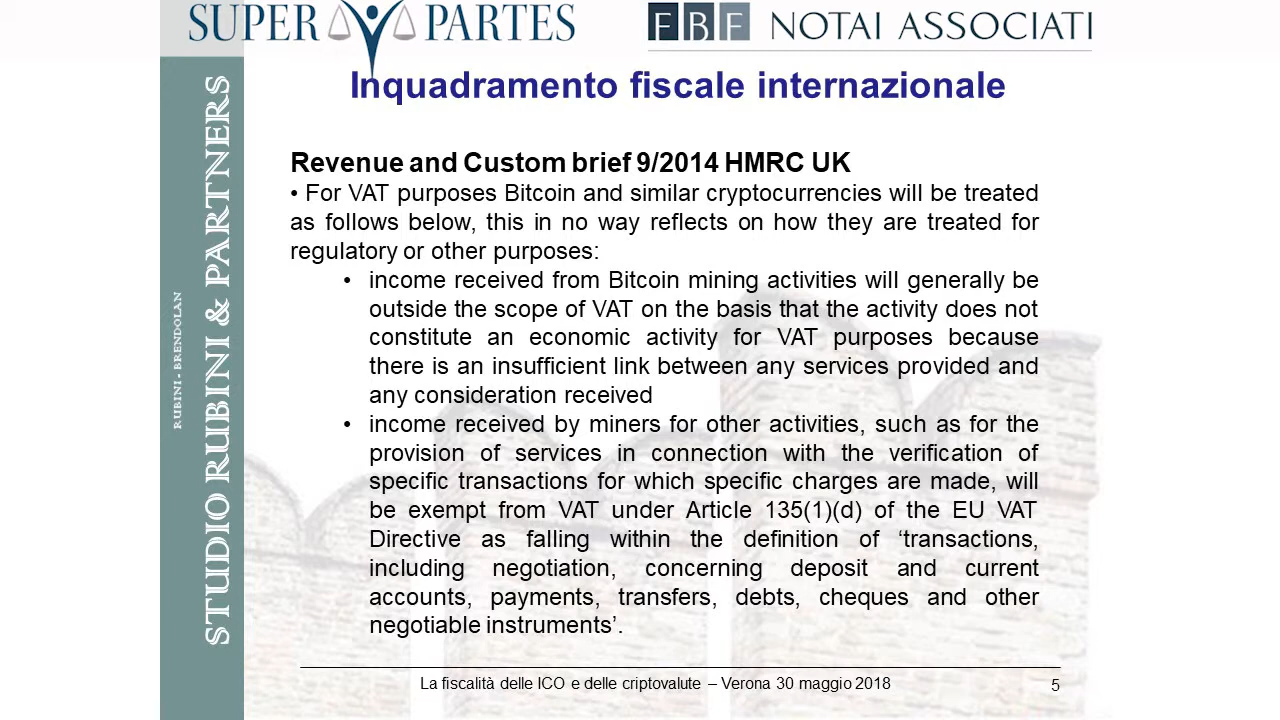 SUPER PARTES
FBF NOTAI ASSOCIATI
STUDIO RUBINI & PARTNERS
RUBINI - BRENDOLAN
Inquadramento fiscale internazionale
Revenue and Custom brief 9/2014 HMRC UK
• For VAT purposes Bitcoin and similar cryptocurrencies will be treated
as follows below, this in no way reflects on how they are treated for
regulatory or other purposes:
• income received from Bitcoin mining activities will generally be
outside the scope of VAT on the basis that the activity does not
constitute an economic activity for VAT purposes because
there is an insufficient link between any services provided and
any consideration received
• income received by miners for other activities, such as for the
provision of services in connection with the verification of
specific transactions for which specific charges are made, will
be exempt from VAT under Article 135(1)(d) of the EU VAT
Directive as falling within the definition of ‘transactions,
including negotiation, concerning deposit and current
accounts, payments, transfers, debts, cheques and other
negotiable instruments’.
La fiscalità delle ICO e delle criptovalute – Verona 30 maggio 2018
5